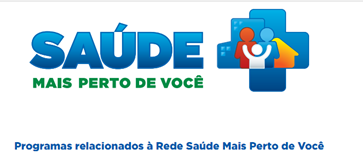 SAÚDE
MAIS PERTO DE VOCÊ
Programas relacionados à Rede Saúde Mais Perto de Você